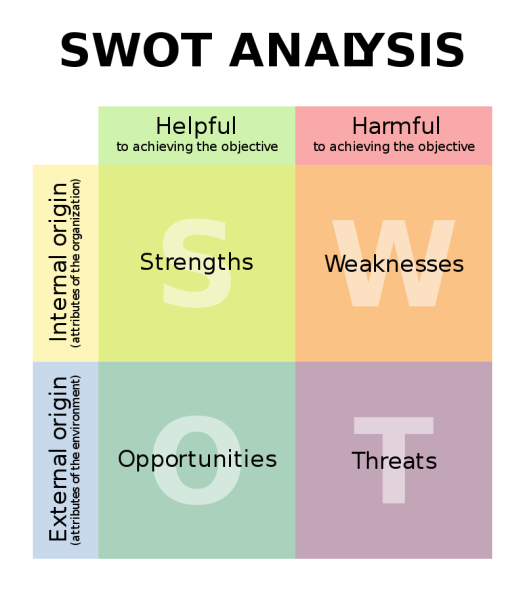 SWOT ANALYSIS
Helpful
to achieving the objective
Harmful
to achieving the objective
Internal origin
(attributes of the organization)
S
Strengths
W
Weaknesses
External origin
(attributes of the environment)
O
Opportunities
T
Threats